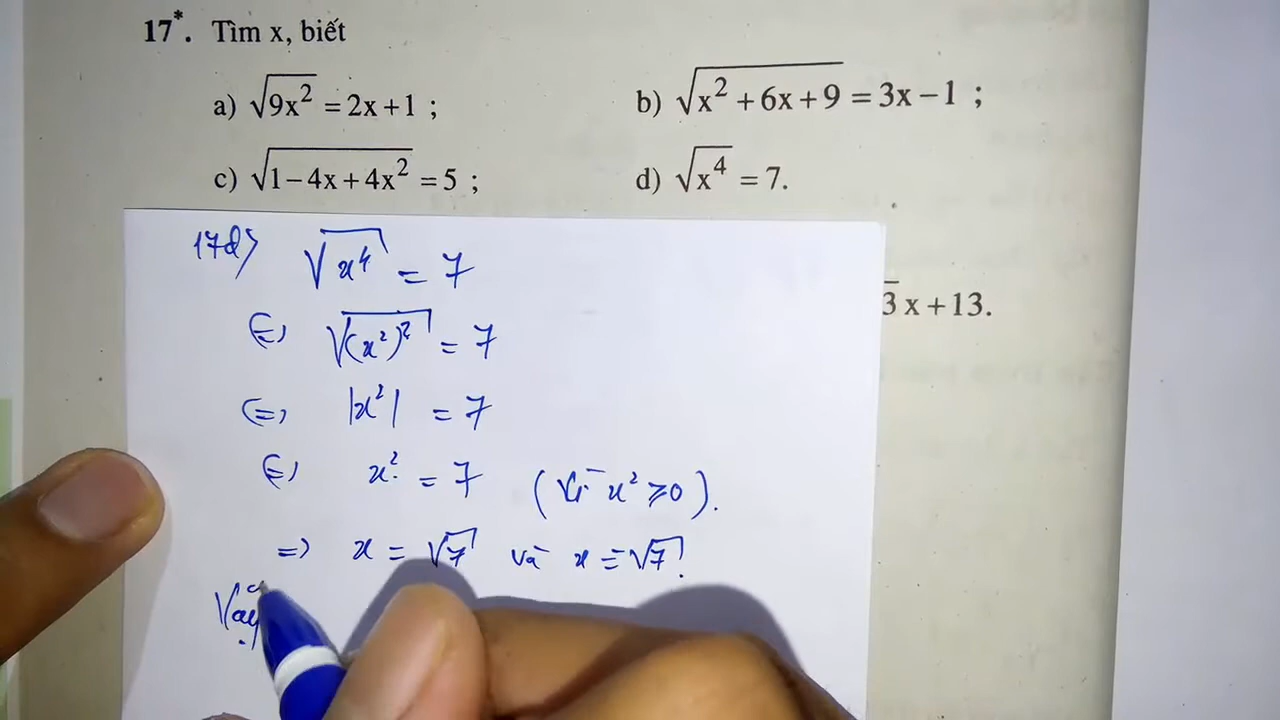 17*. Tìm x, biết
a) √9x² = 2x+1 ;
b) √x² + 6x + 9 = 3x − 1 ;
c) √1 − 4x + 4x² = 5 ;
d) √x⁴ = 7.
3 x + 13.
17d) √x⁴ = 7
⇔ √(x²)² = 7
⇔ |x²| = 7
⇔ x² = 7 (Vì x² ⩾ 0).
=> x = √7 và x = -√7.